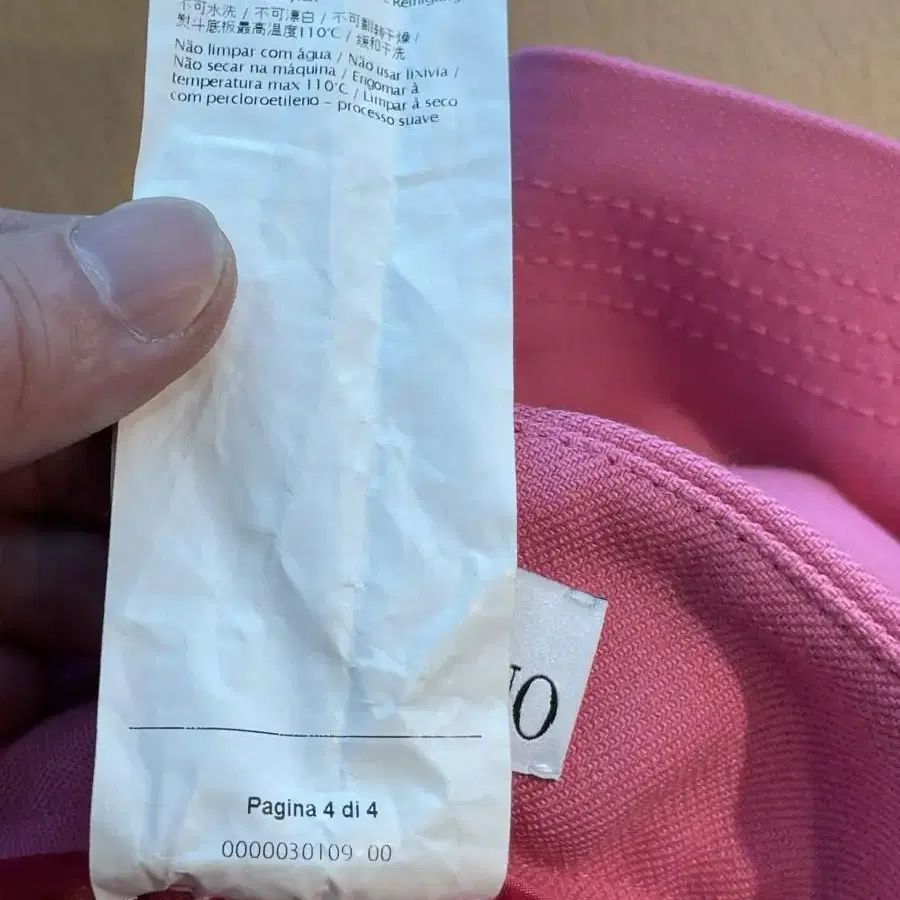 Reinigung
不可水洗 / 不可漂白 / 不可翻转干燥 /
熨斗底板最高温度110°C / 缓和干洗
Não limpar com água / Não usar lixívia /
Não secar na máquina / Engomar à
temperatura max 110°C / Limpar à seco
com percloroetileno – processo suave
Pagina 4 di 4
0000030109 00